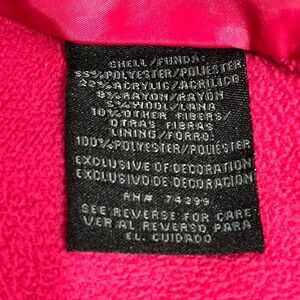 SHELL/FUNDA:
55%POLYESTER/POLIESTER
22%ACRYLIC/ACRILICO
8%RAYON/RAYON
5%WOOL/LANA
10%OTHER FIBERS/
OTRAS FIBRAS
LINING/FORRO:
100%POLYESTER/POLIÉSTER
EXCLUSIVE OF DECORATION
EXCLUSIVO DE DECORACIÓN
RN# 74299
SEE REVERSE FOR CARE
VER AL REVERSO PARA
EL CUIDADO